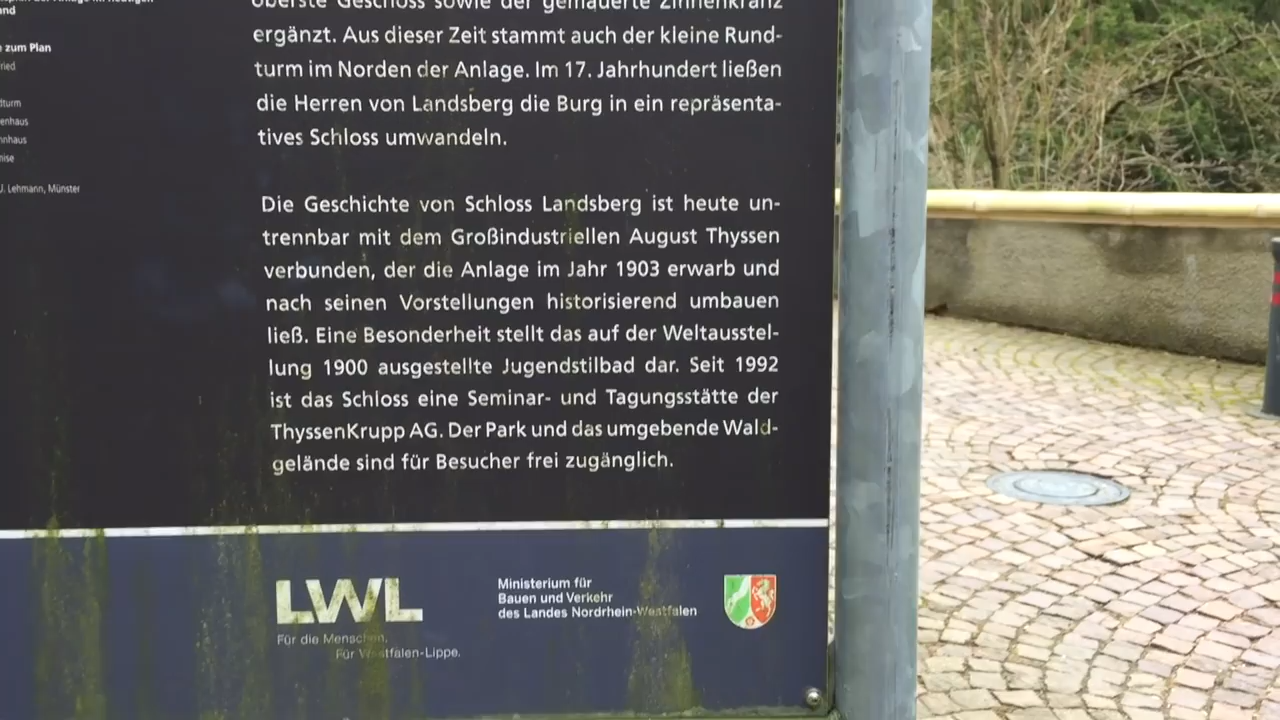 and
zum Plan
ried
dturm
enhaus
nnhaus
mise
J. Lehmann, Münster
oberste Geschoss sowie der gemauerte Zinnenkranz
ergänzt. Aus dieser Zeit stammt auch der kleine Rund-
turm im Norden der Anlage. Im 17. Jahrhundert ließen
die Herren von Landsberg die Burg in ein repräsenta-
tives Schloss umwandeln.
Die Geschichte von Schloss Landsberg ist heute un-
trennbar mit dem Großindustriellen August Thyssen
verbunden, der die Anlage im Jahr 1903 erwarb und
nach seinen Vorstellungen historisierend umbauen
ließ. Eine Besonderheit stellt das auf der Weltausstel-
lung 1900 ausgestellte Jugendstilbad dar. Seit 1992
ist das Schloss eine Seminar- und Tagungsstätte der
ThyssenKrupp AG. Der Park und das umgebende Wald-
gelände sind für Besucher frei zugänglich.
LWL
Für die Menschen.
Für Westfalen-Lippe.
Ministerium für
Bauen und Verkehr
des Landes Nordrhein-Westfalen